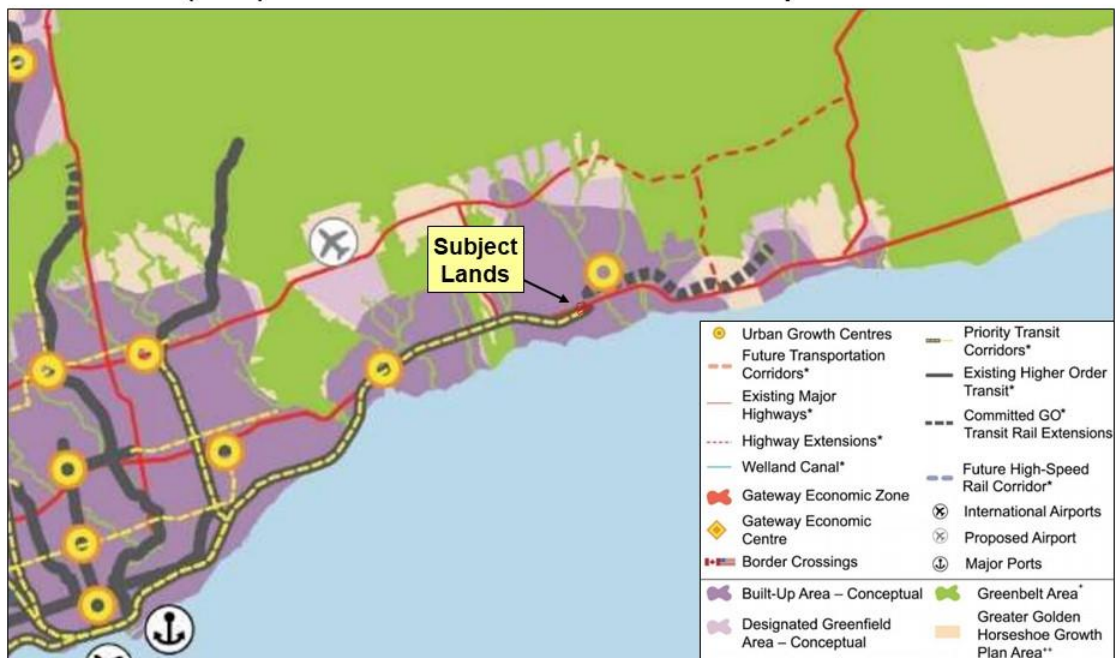 Subject
Lands
Urban Growth Centres
Future Transportation
Corridors*
Existing Major
Highways*
Highway Extensions*
Welland Canal*
Gateway Economic Zone
Gateway Economic
Centre
Border Crossings
Priority Transit
Corridors*
Existing Higher Order
Transit*
Committed GO*
Transit Rail Extensions
Future High-Speed
Rail Corridor*
International Airports
Proposed Airport
Major Ports
Built-Up Area – Conceptual
Designated Greenfield
Area – Conceptual
Greenbelt Area+
Greater Golden
Horseshoe Growth
Plan Area++